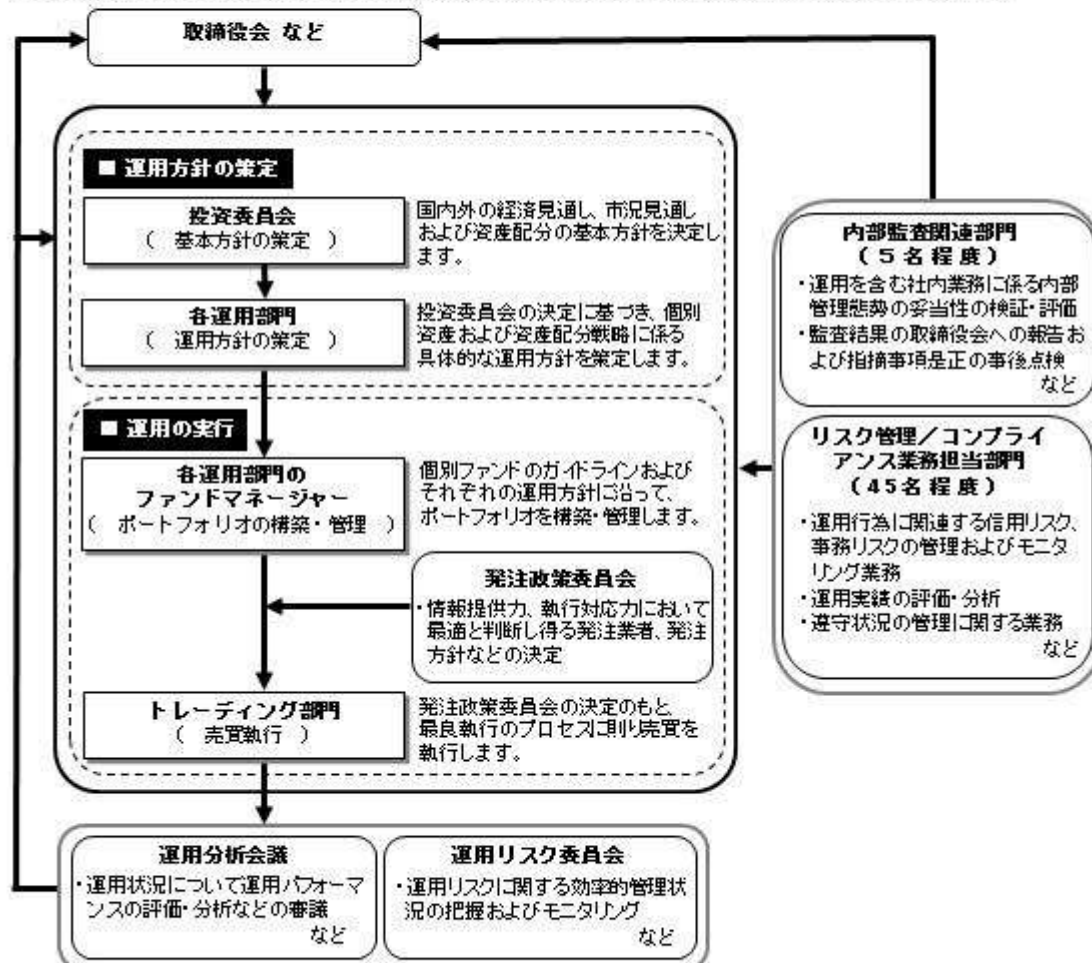 取締役会 など
■ 運用方針の策定
投資委員会
( 基本方針の策定 )
国内外の経済見通し、市況見通し
および資産配分の基本方針を決定し
ます。
各運用部門
( 運用方針の策定 )
投資委員会の決定に基づき、個別
資産および資産配分戦略に係る
具体的な運用方針を策定します。
■ 運用の実行
各運用部門の
ファンドマネージャー
( ポートフォリオの構築・管理 )
個別ファンドのガイドラインおよび
それぞれの運用方針に沿って、
ポートフォリオを構築・管理します。
発注政策委員会
・情報提供力、執行対応力において
最適と判断し得る発注業者、発注
方針などの決定
トレーディング部門
( 売買執行 )
発注政策委員会の決定のもと、
最良執行のプロセスに則り売買を
執行します。
内部監査関連部門
(5名程度)
・運用を含む社内業務に係る内部
管理態勢の妥当性の検証・評価
・監査結果の取締役会への報告お
よび指摘事項是正の事後点検
など
リスク管理/コンプライ
アンス業務担当部門
(45名程度)
・運用行為に関連する信用リスク、
事務リスクの管理およびモニタ
リング業務
・運用実績の評価・分析
・遵守状況の管理に関する業務
など
運用分析会議
・運用状況について運用パフォーマ
ンスの評価・分析などの審議
など
運用リスク委員会
・運用リスクに関する効率的管理状
況の把握およびモニタリング
など